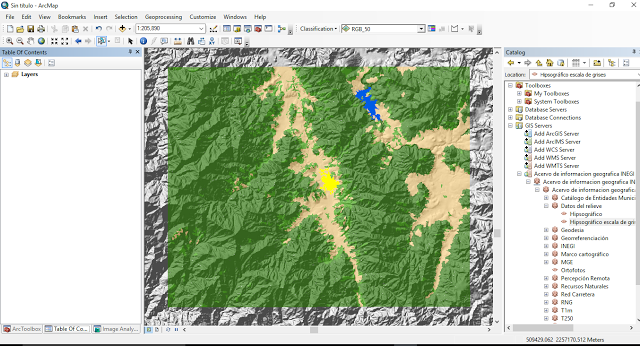 Sin título - ArcMap
File Edit View Bookmarks Insert Selection Geoprocessing Customize Windows Help
1:205,890
Classification RGB_50
Table Of Contents
Layers
Catalog
Location: Hipsográfico escala de grises
Toolboxes
My Toolboxes
System Toolboxes
Database Servers
Database Connections
GIS Servers
Add ArcGIS Server
Add ArcIMS Server
Add WCS Server
Add WMS Server
Add WMTS Server
Acervo de informacion geografica INEGI
Acervo de informacion geografica IN
Acervo de informacion geografic
Catálogo de Entidades Munic
Datos del relieve
Hipsográfico
Hipsográfico escala de gris
Geodesia
Georreferenciación
INEGI
Marco cartográfico
MGE
Ortofotos
Percepción Remota
Recursos Naturales
Red Carretera
RNG
T1m
T250
ArcToolbox Table Of Co... Image Analy...
509429.062 2257170.512 Meters